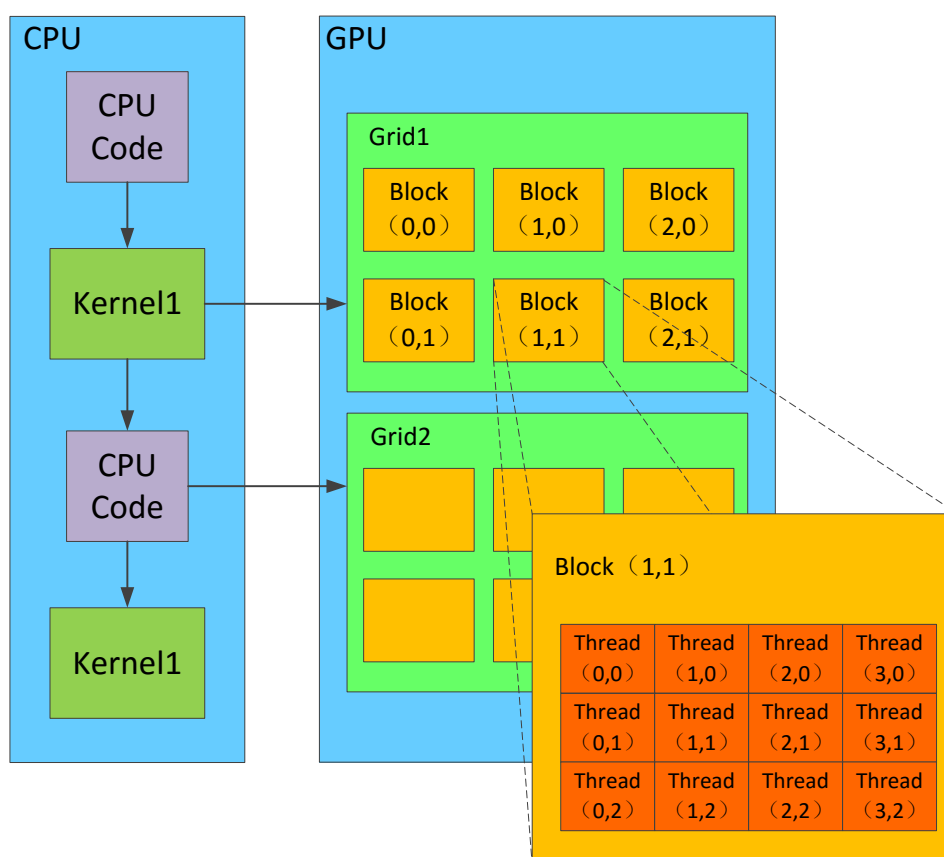 CPU
CPU
Code
Kernel1
CPU
Code
Kernel1
GPU
Grid1
Block
（0,0）
Block
（1,0）
Block
（2,0）
Block
（0,1）
Block
（1,1）
Block
（2,1）
Grid2
Block（1,1）
Thread
（0,0）
Thread
（1,0）
Thread
（2,0）
Thread
（3,0）
Thread
（0,1）
Thread
（1,1）
Thread
（2,1）
Thread
（3,1）
Thread
（0,2）
Thread
（1,2）
Thread
（2,2）
Thread
（3,2）